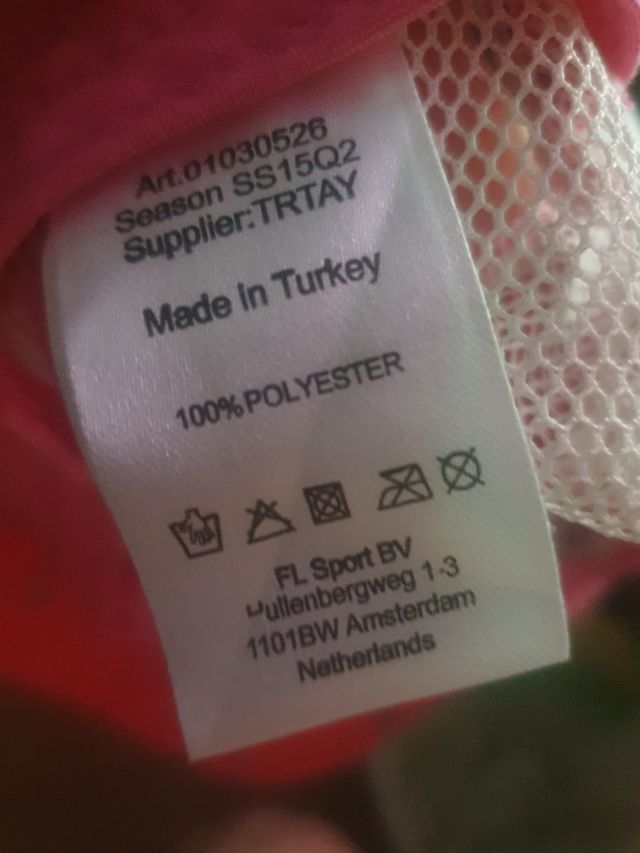 Art.01030526
Season SS15Q2
Supplier:TRTAY
Made in Turkey
100%POLYESTER
FL Sport BV
1-3
1101BW Amsterdam
Netherlands